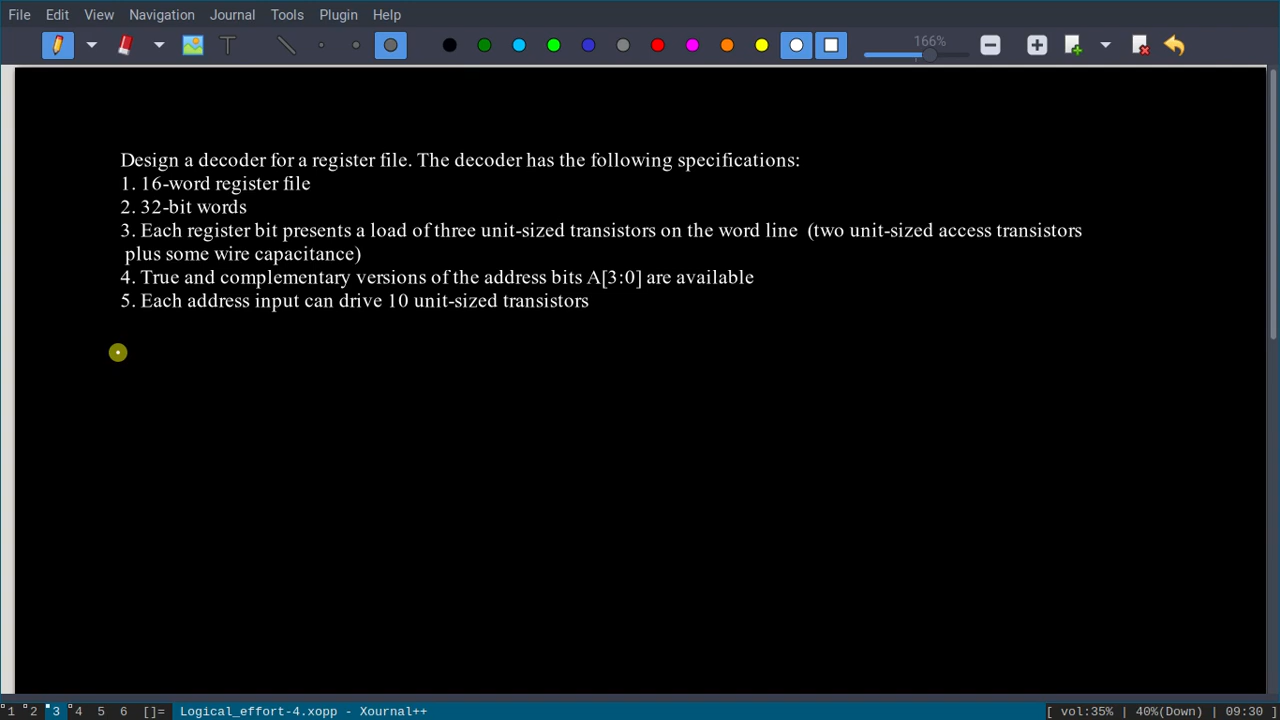 File Edit View Navigation Journal Tools Plugin Help
166%
Design a decoder for a register file. The decoder has the following specifications:
1. 16-word register file
2. 32-bit words
3. Each register bit presents a load of three unit-sized transistors on the word line (two unit-sized access transistors
plus some wire capacitance)
4. True and complementary versions of the address bits A[3:0] are available
5. Each address input can drive 10 unit-sized transistors
1 2 3 4 5 6 []= Logical_effort-4.xopp - Xournal++ [ vol:35% | 40%(Down) | 09:30 ]